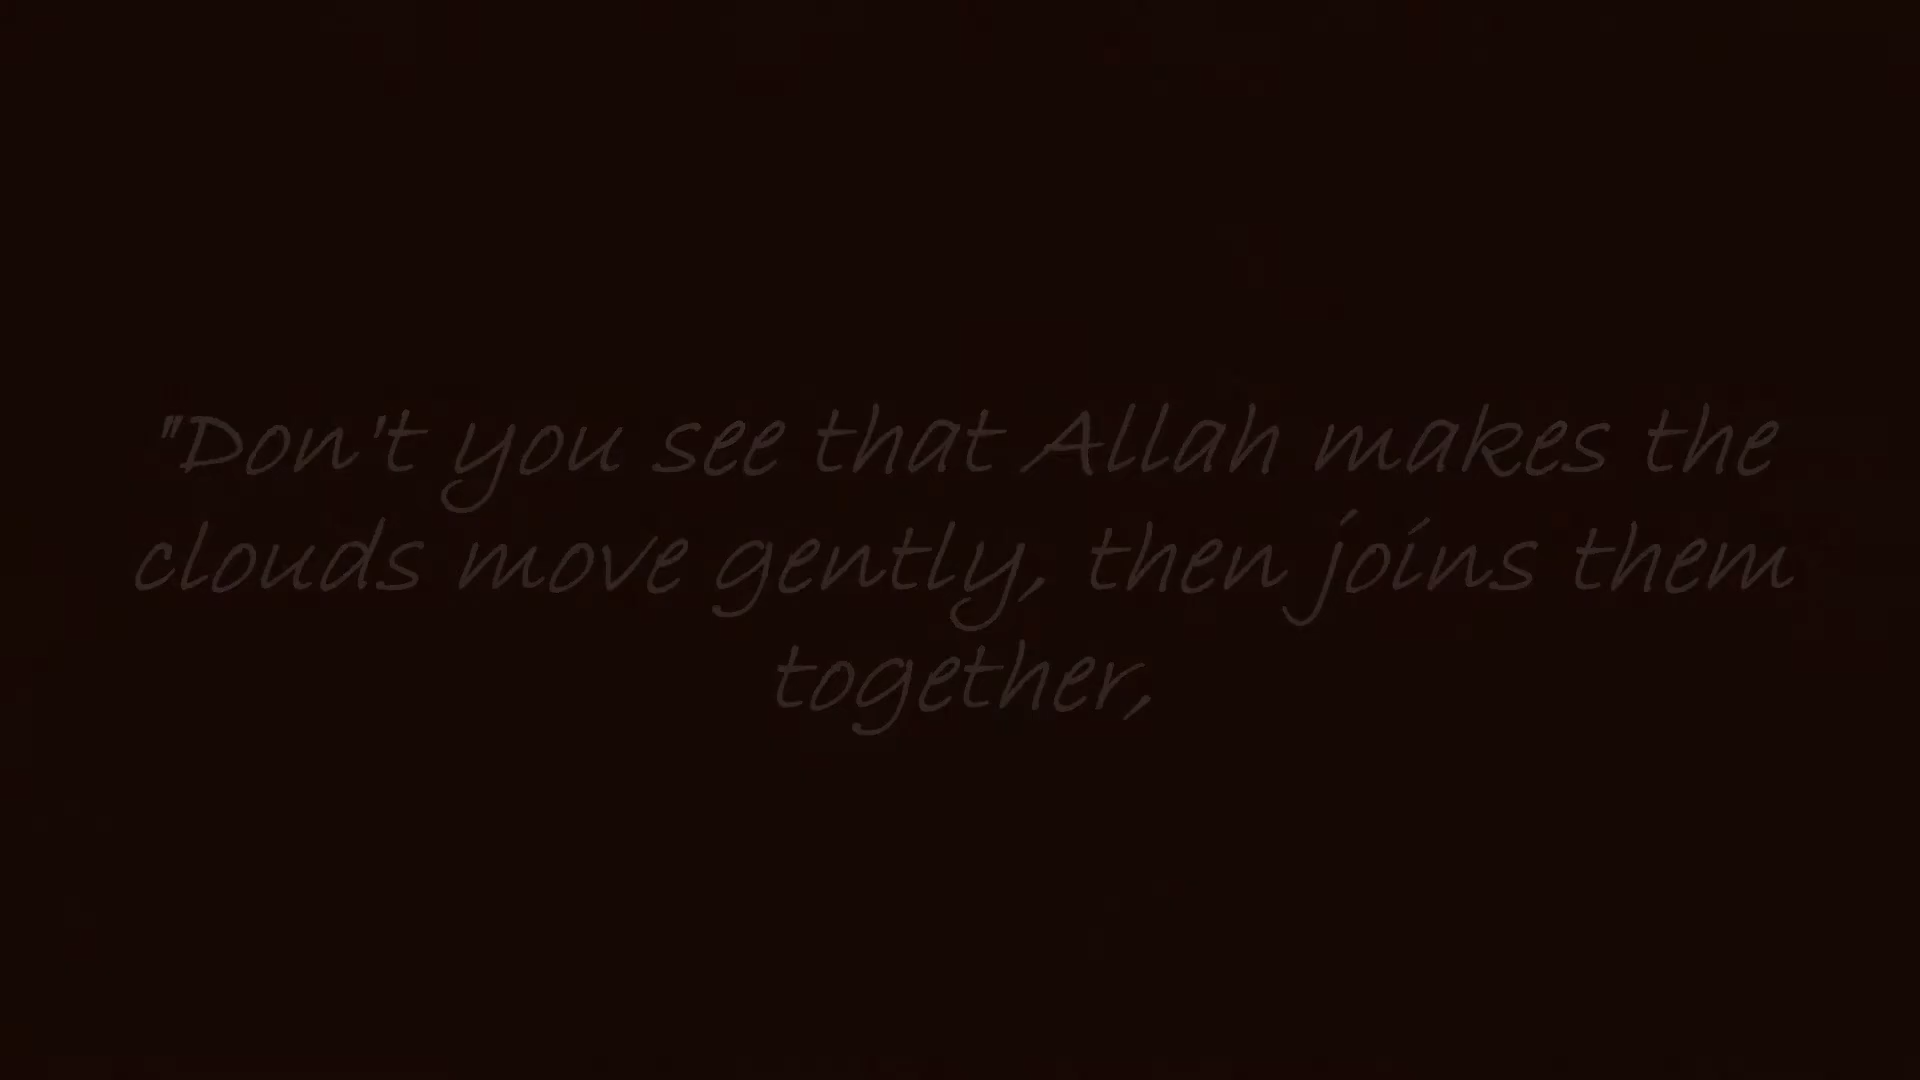 "Don't you see that Allah makes the
clouds move gently, then joins them
together,